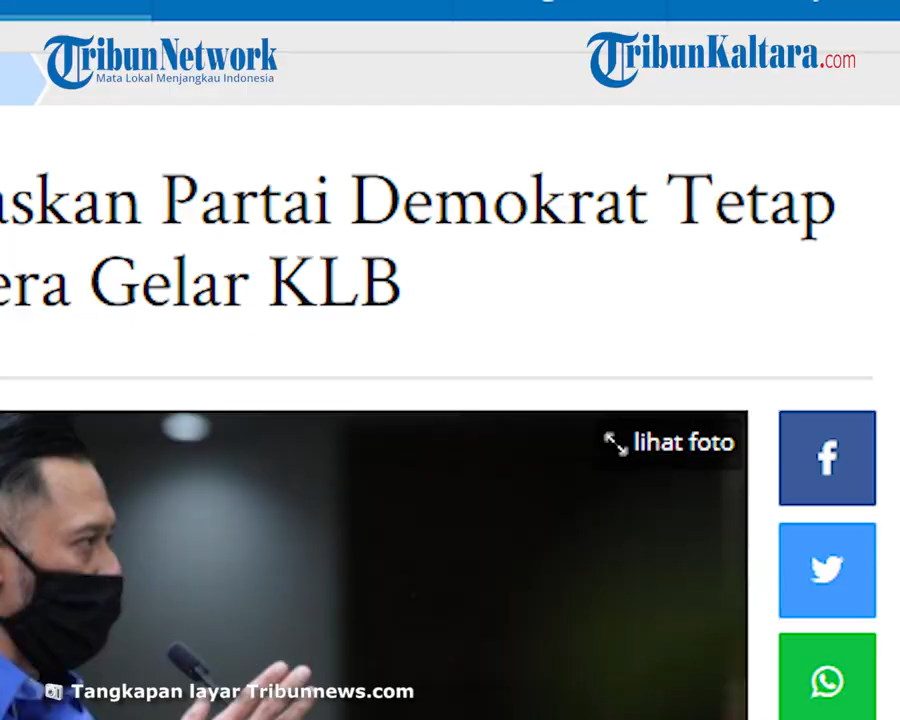 TribunNetwork
Mata Lokal Menjangkau Indonesia
TribunKaltara.com
askan Partai Demokrat Tetap
era Gelar KLB
lihat foto
Tangkapan layar Tribunnews.com